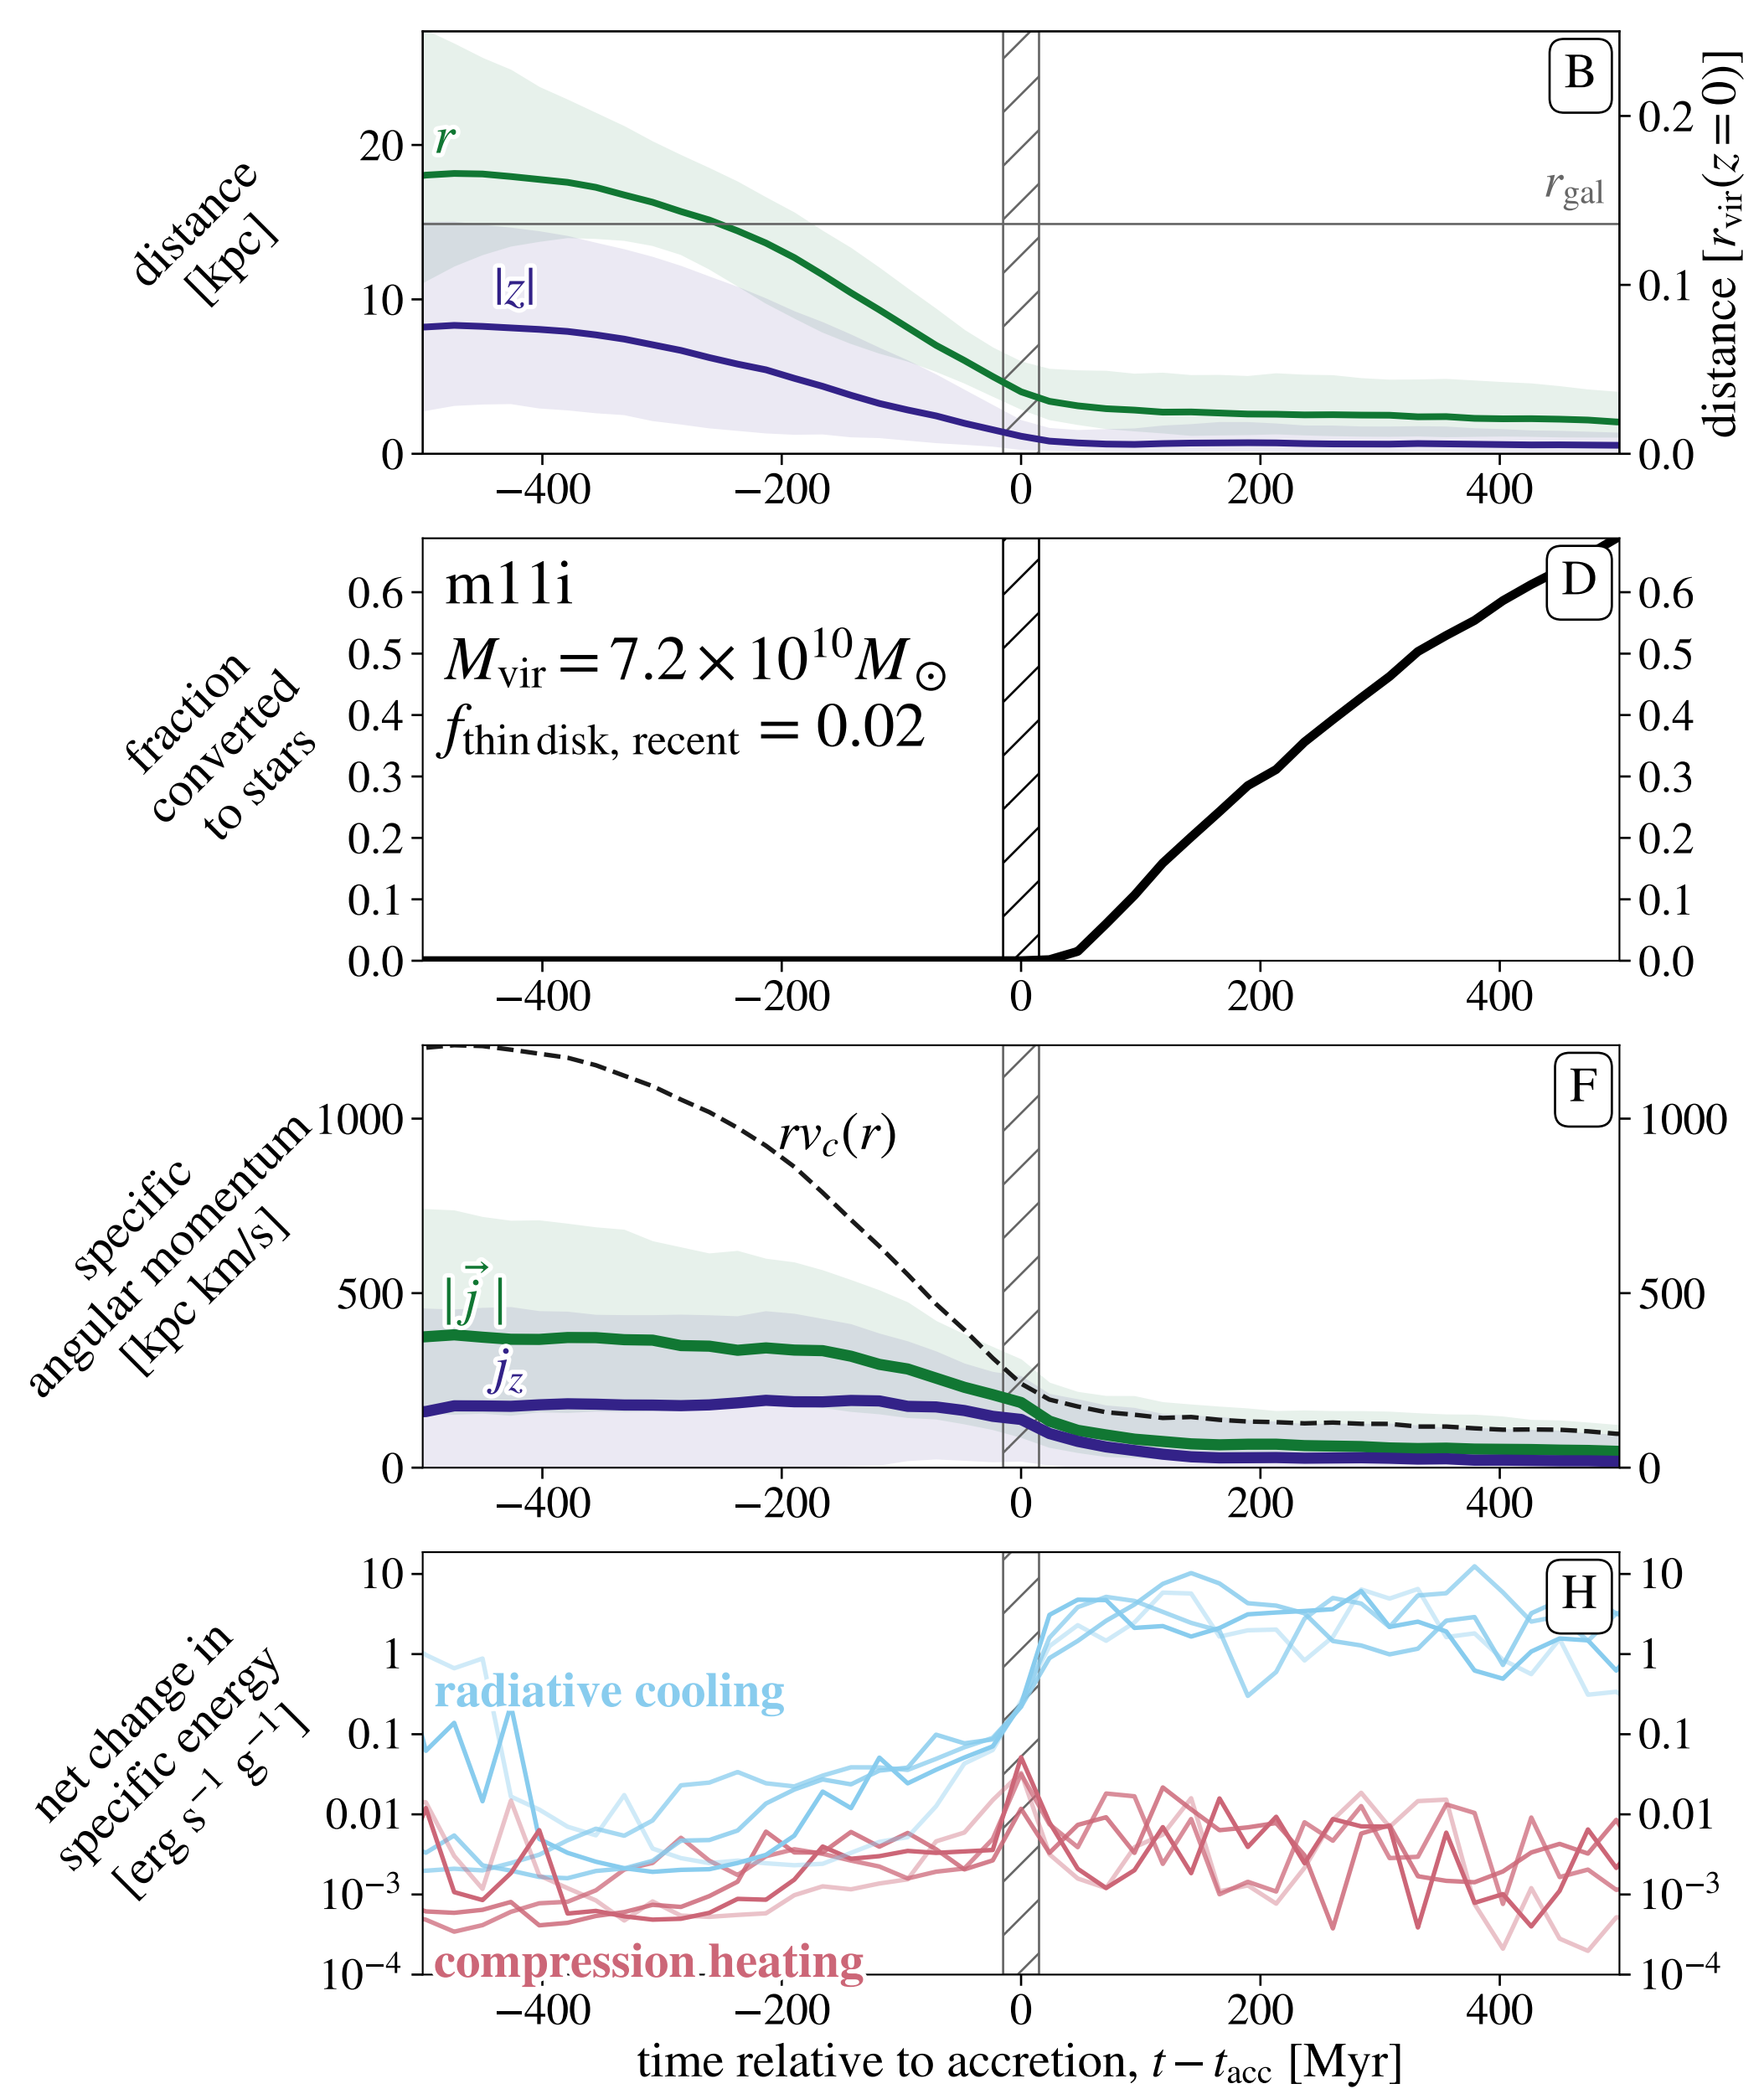 B
distance
[kpc]
20
10
0
r
|z|
r_gal
0.2
0.1
0.0
distance [r_vir(z=0)]
−400 −200 0 200 400
D
fraction
converted
to stars
0.6
0.5
0.4
0.3
0.2
0.1
0.0
m11i
M_vir = 7.2 × 10^10 M_⊙
f_thin disk, recent = 0.02
0.6
0.5
0.4
0.3
0.2
0.1
0.0
−400 −200 0 200 400
F
specific
angular momentum
[kpc km/s]
1000
500
0
rv_c(r)
|j⃗|
j_z
1000
500
0
−400 −200 0 200 400
H
net change in
specific energy
[erg s⁻¹ g⁻¹]
10
1
0.1
0.01
10⁻³
10⁻⁴
radiative cooling
compression heating
10
1
0.1
0.01
10⁻³
10⁻⁴
−400 −200 0 200 400
time relative to accretion, t − t_acc [Myr]